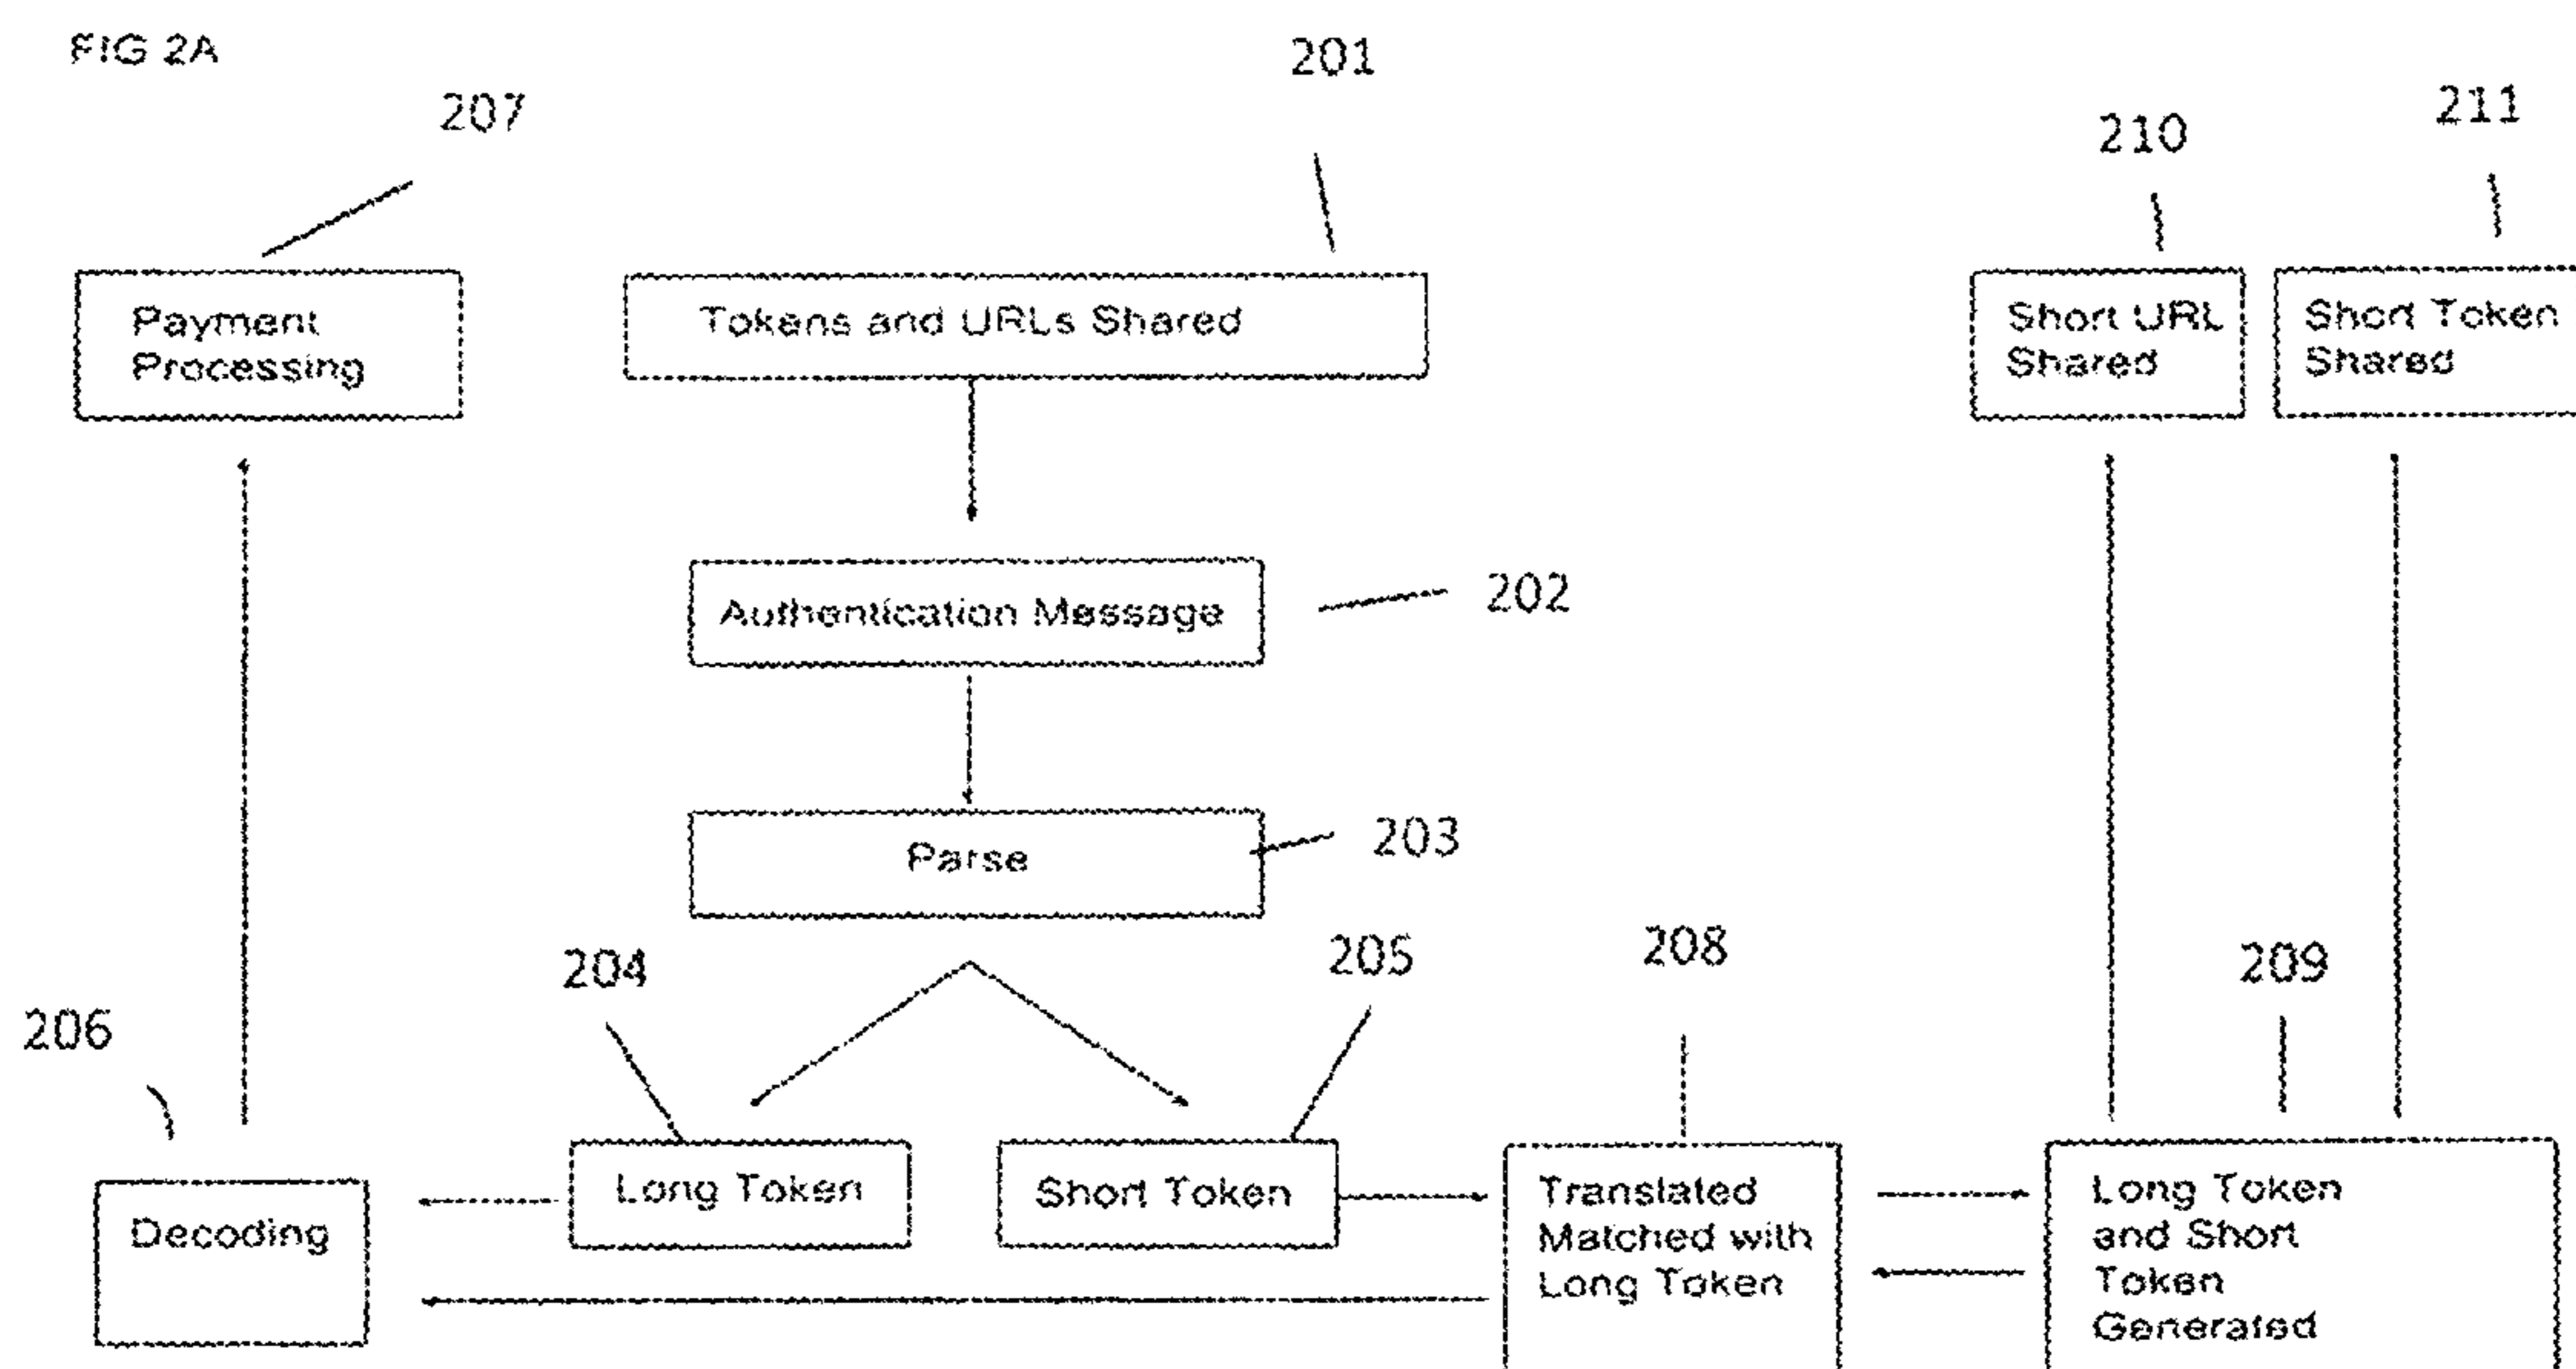 FIG 2A
201
207
211
210
Payment
Processing
Tokens and URLs Shared
Short URL
Shared
Short Token
Shared
Authentication Message
202
Parse
203
204
205
208
209
206
Long Token
Short Token
Decoding
Translated
Matched with
Long Token
Long Token
and Short
Token
Generated